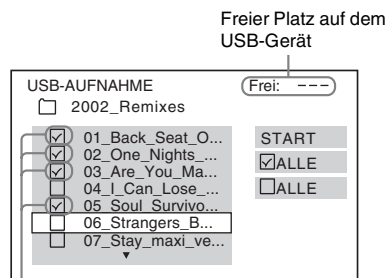 Freier Platz auf dem
USB-Gerät
USB-AUFNAHME
Frei: ---
2002_Remixes
01_Back_Seat_O...
02_One_Nights_...
03_Are_You_Ma...
04_I_Can_Lose_...
05_Soul_Survivo...
06_Strangers_B...
07_Stay_maxi_ve...
START
ALLE
ALLE